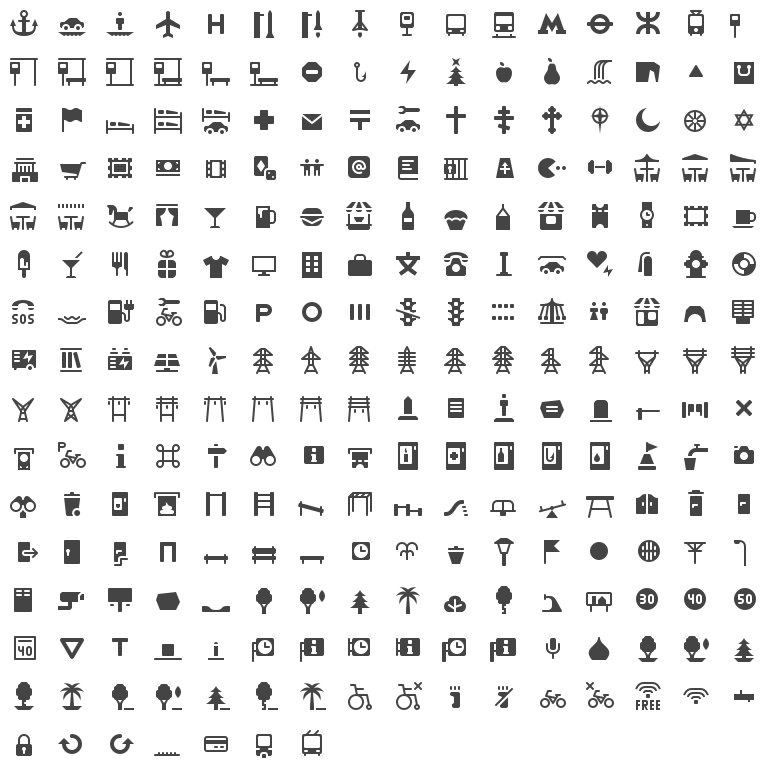 H M
SOS P
P i i
i
30 40 50
40 T i i i i
FREE